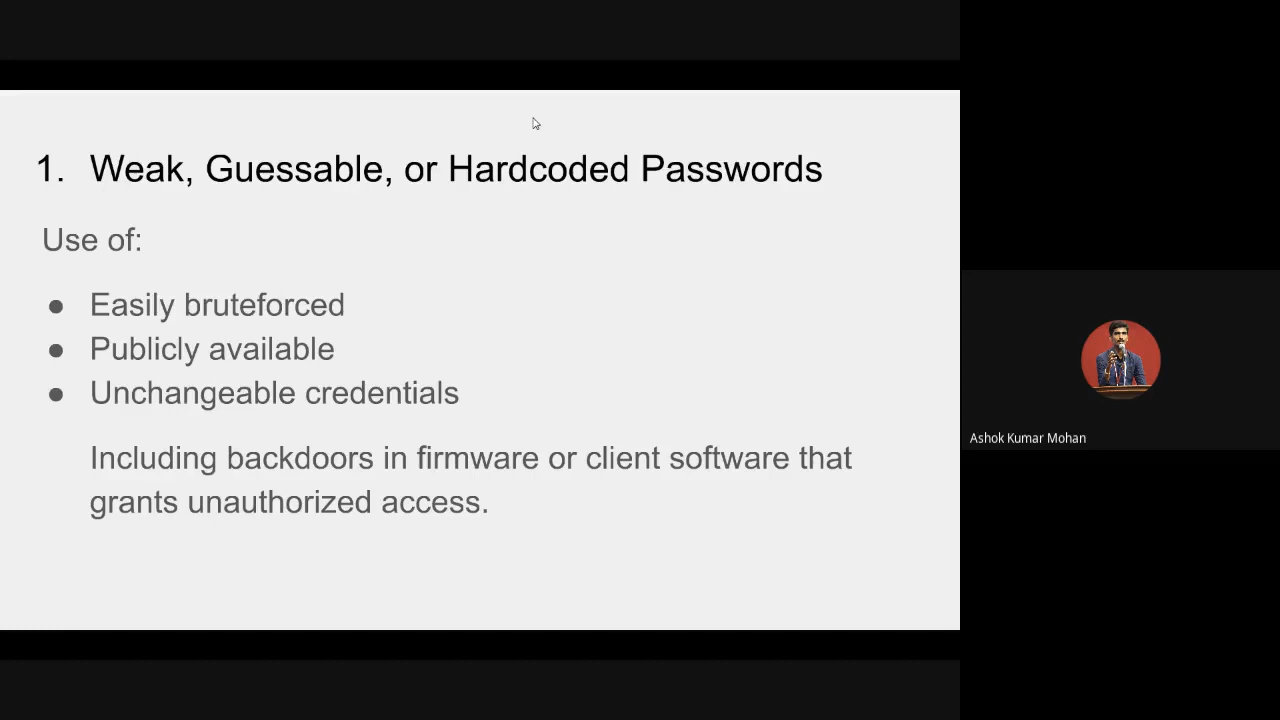 1. Weak, Guessable, or Hardcoded Passwords
Use of:
● Easily bruteforced
● Publicly available
● Unchangeable credentials
Including backdoors in firmware or client software that
grants unauthorized access.
Ashok Kumar Mohan